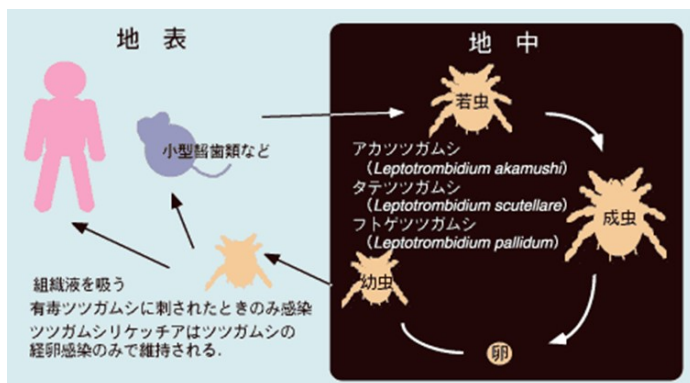 地 表
地 中
若虫
小型齧歯類など
アカツツガムシ
（Leptotrombidium akamushi）
タテツツガムシ
（Leptotrombidium scutellare）
フトゲツツガムシ
（Leptotrombidium pallidum）
成虫
幼虫
卵
組織液を吸う
有毒ツツガムシに刺されたときのみ感染
ツツガムシリケッチアはツツガムシの
経卵感染のみで維持される.